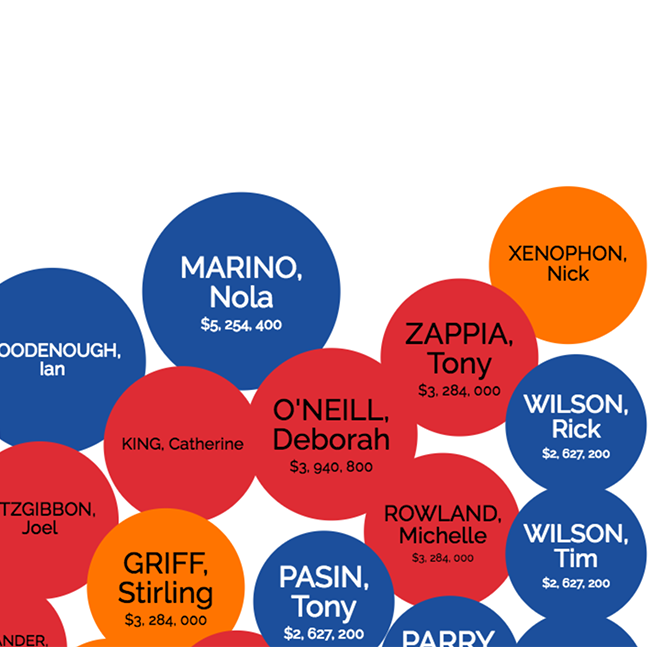 XENOPHON,
Nick
MARINO,
Nola
$5, 254, 400
ZAPPIA,
Tony
$3, 284, 000
OODENOUGH,
Ian
WILSON,
Rick
$2, 627, 200
O'NEILL,
Deborah
$3, 940, 800
KING, Catherine
TZGIBBON,
Joel
ROWLAND,
Michelle
$3, 284, 000
WILSON,
Tim
$2, 627, 200
GRIFF,
Stirling
$3, 284, 000
PASIN,
Tony
$2, 627, 200
PARRY
ANDER,